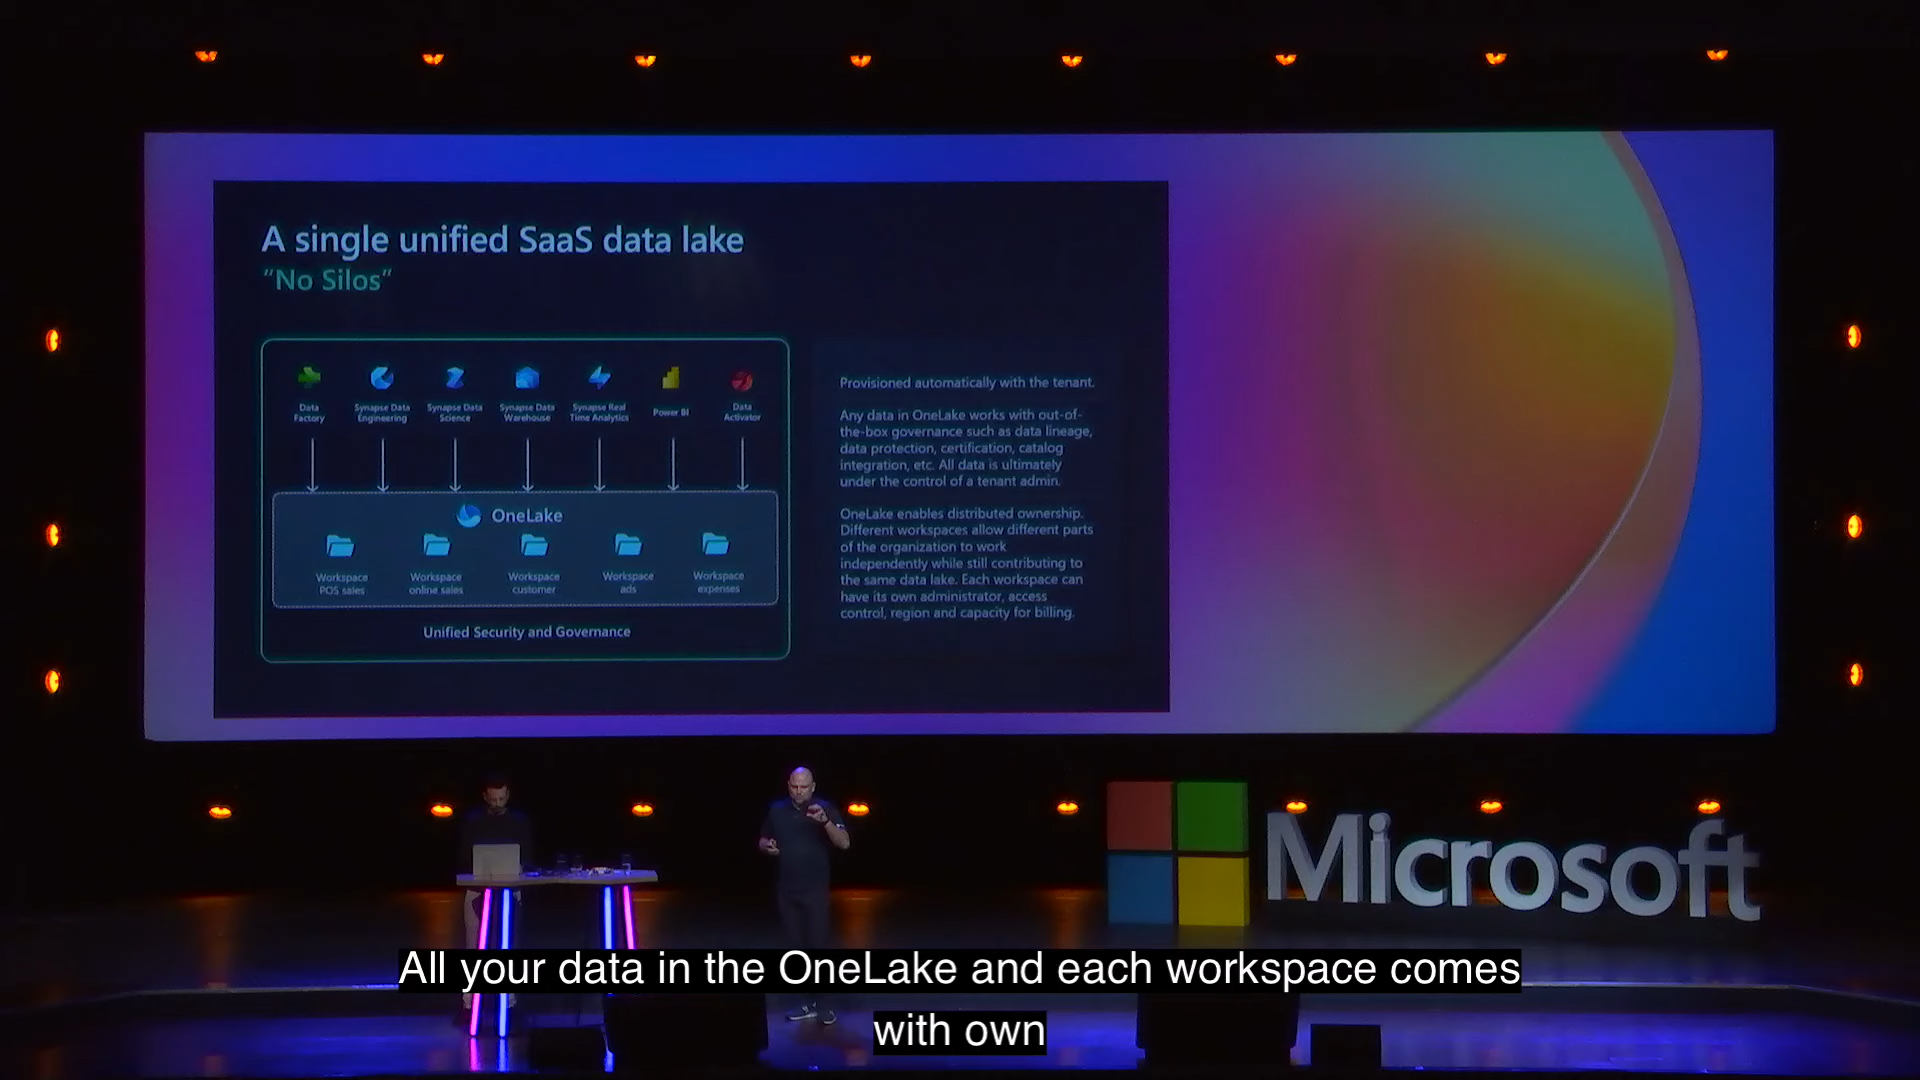 A single unified SaaS data lake
“No Silos”
Data
Factory
Synapse Data
Engineering
Synapse Data
Science
Synapse Data
Warehouse
Synapse Real
Time Analytics
Power BI
Data
Activator
OneLake
Workspace
POS sales
Workspace
online sales
Workspace
customer
Workspace
ads
Workspace
expenses
Unified Security and Governance
Provisioned automatically with the tenant.
Any data in OneLake works with out-of-
the-box governance such as data lineage,
data protection, certification, catalog
integration, etc. All data is ultimately
under the control of a tenant admin.
OneLake enables distributed ownership.
Different workspaces allow different parts
of the organization to work
independently while still contributing to
the same data lake. Each workspace can
have its own administrator, access
control, region and capacity for billing.
Microsoft
All your data in the OneLake and each workspace comes
with own